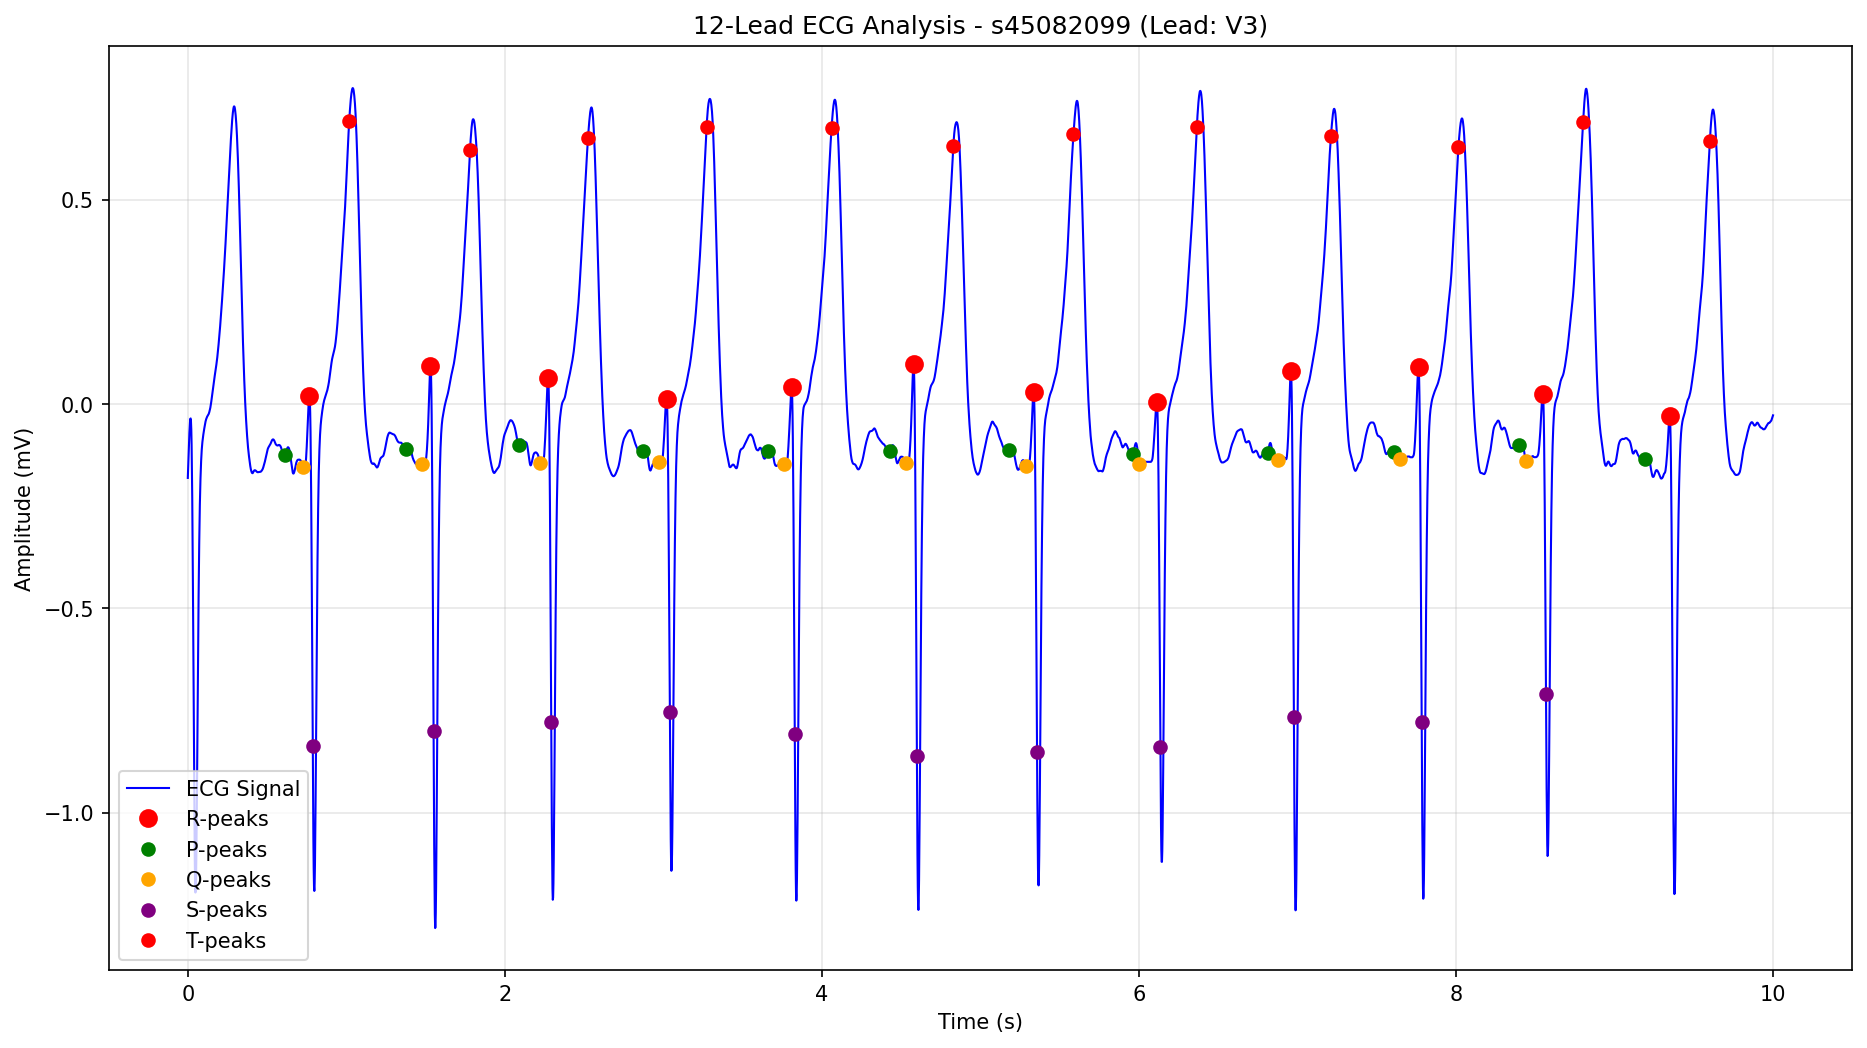 12-Lead ECG Analysis - s45082099 (Lead: V3)
Amplitude (mV)
0.5
0.0
−0.5
−1.0
ECG Signal
R-peaks
P-peaks
Q-peaks
S-peaks
T-peaks
0 2 4 6 8 10
Time (s)